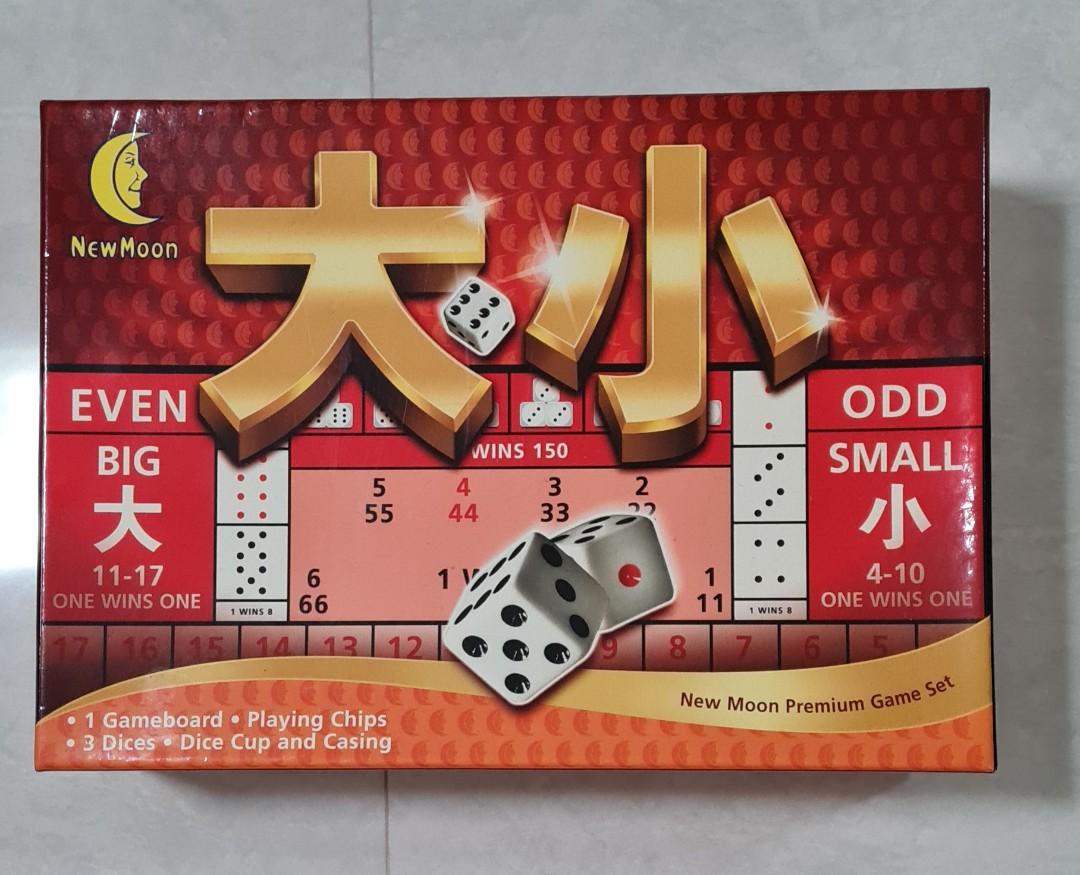 NewMoon
大小
EVEN
ODD
WINS 150
BIG
大
11-17
ONE WINS ONE
SMALL
小
4-10
ONE WINS ONE
5 4 3 2
55 44 33 22
6 1 1
66 11
1 WINS 8
1 WINS 8
17 16 15 14 13 12 9 8 7 6 5
New Moon Premium Game Set
• 1 Gameboard • Playing Chips
• 3 Dices • Dice Cup and Casing